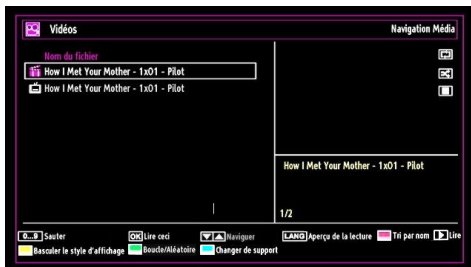 Vidéos
Navigation Média
Nom du fichier
How I Met Your Mother - 1x01 - Pilot
How I Met Your Mother - 1x01 - Pilot
How I Met Your Mother - 1x01 - Pilot
1/2
0...9 Sauter OK Lire ceci Naviguer LANG Aperçu de la lecture Tri par nom Lire
Basculer le style d'affichage Boucle/Aléatoire Changer de support